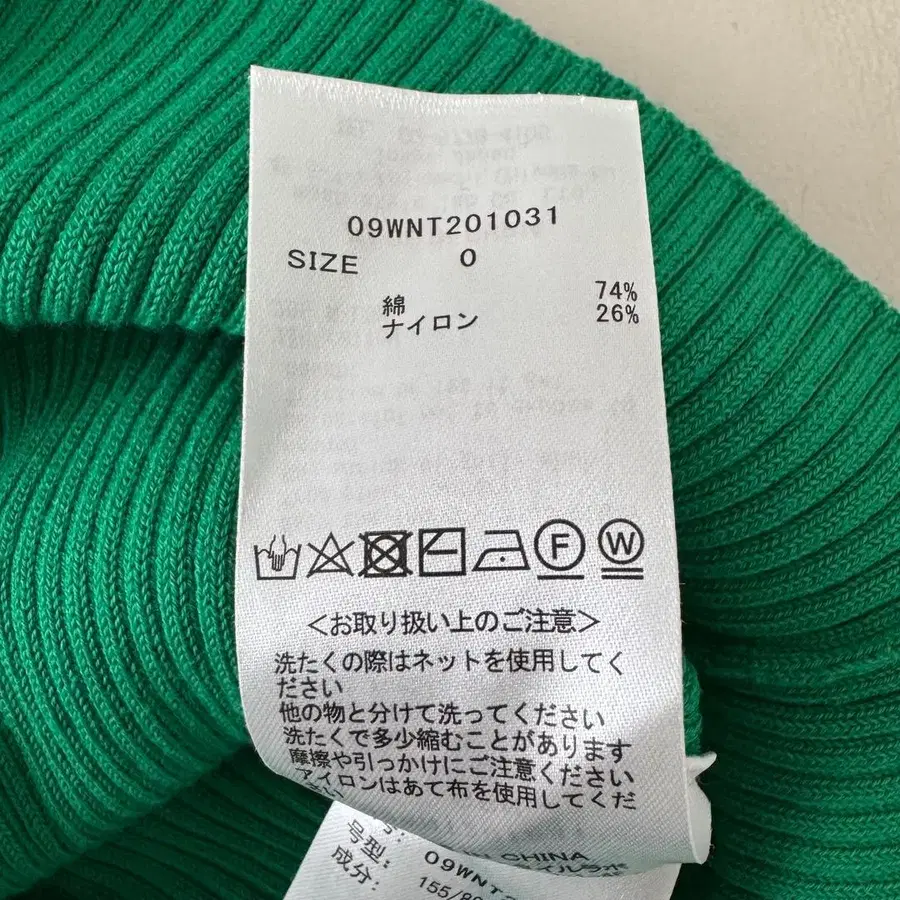 09WNT201031
SIZE 0
綿 74%
ナイロン 26%
F W
＜お取り扱い上のご注意＞
洗たくの際はネットを使用してく
ださい
他の物と分けて洗ってください
洗たくで多少縮むことがあります
摩擦や引っかけにご注意ください
アイロンはあて布を使用してくだ
CHINA
号型:
09WNT2
成分:
155/8